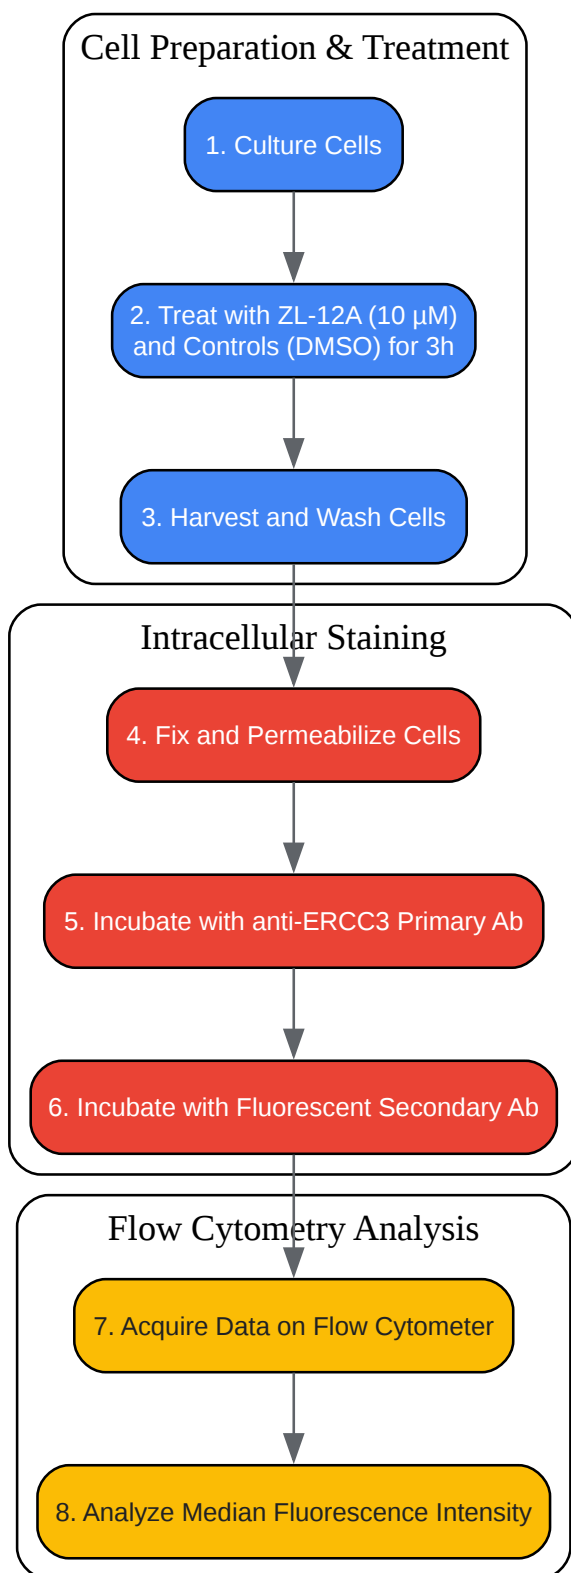 Cell Preparation & Treatment
1. Culture Cells
2. Treat with ZL-12A (10 µM)
and Controls (DMSO) for 3h
3. Harvest and Wash Cells
Intracellular Staining
4. Fix and Permeabilize Cells
5. Incubate with anti-ERCC3 Primary Ab
6. Incubate with Fluorescent Secondary Ab
Flow Cytometry Analysis
7. Acquire Data on Flow Cytometer
8. Analyze Median Fluorescence Intensity